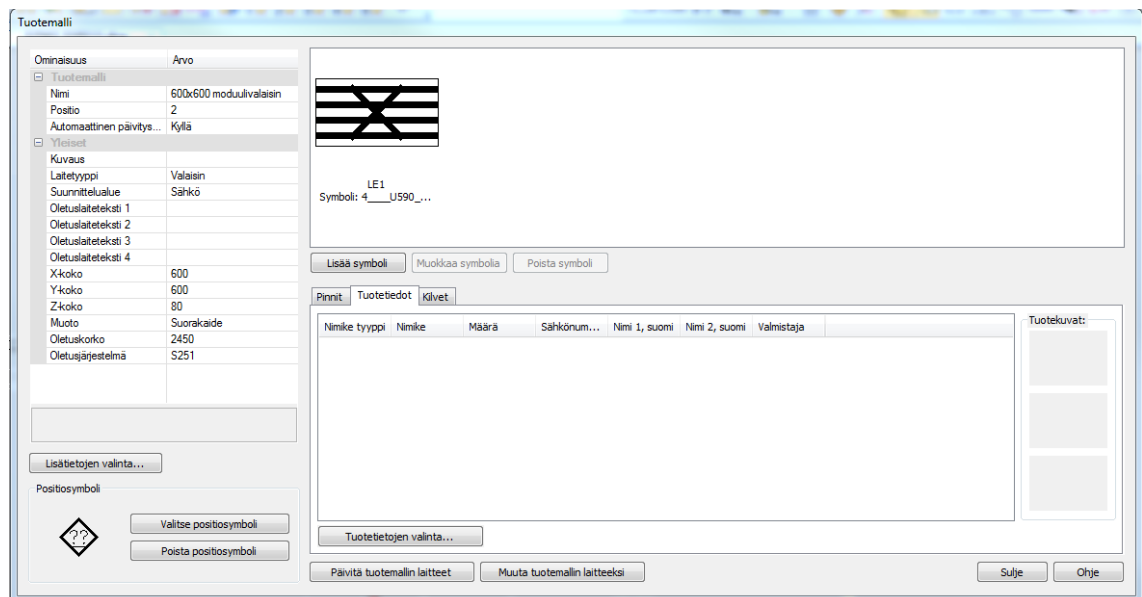 Tuotemalli
Ominaisuus Arvo
Tuotemalli
Nimi 600x600 moduulivalaisin
Positio 2
Automaattinen päivitys... Kyllä
Yleiset
Kuvaus
Laitetyyppi Valaisin
Suunnittelualue Sähkö
Oletuslaiteteksti 1
Oletuslaiteteksti 2
Oletuslaiteteksti 3
Oletuslaiteteksti 4
X-koko 600
Y-koko 600
Z-koko 80
Muoto Suorakaide
Oletuskorko 2450
Oletusjärjestelmä S251
Lisätietojen valinta...
Positiosymboli
??
Valitse positiosymboli
Poista positiosymboli
LE1
Symboli: 4____U590_...
Lisää symboli Muokkaa symbolia Poista symboli
Pinnit Tuotetiedot Kilvet
Nimike tyyppi Nimike Määrä Sähkönum... Nimi 1, suomi Nimi 2, suomi Valmistaja
Tuotekuvat:
Tuotetietojen valinta...
Päivitä tuotemallin laitteet Muuta tuotemallin laitteeksi Sulje Ohje